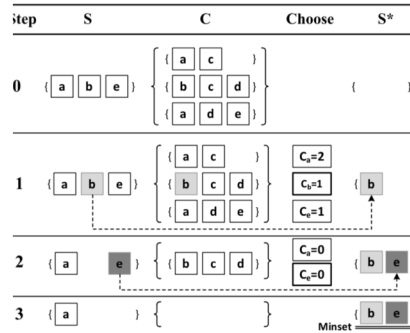 Step S C Choose S*
{ a c }
0 { a b e } { b c d } { }
{ a d e }
{ a c } Ca=2
1 { a b e } { b c d } Cb=1 { b }
{ a d e } Ce=1
Ca=0
2 { a e } { b c d } { b e }
Ce=0
3 { a } { } { b e
Minset